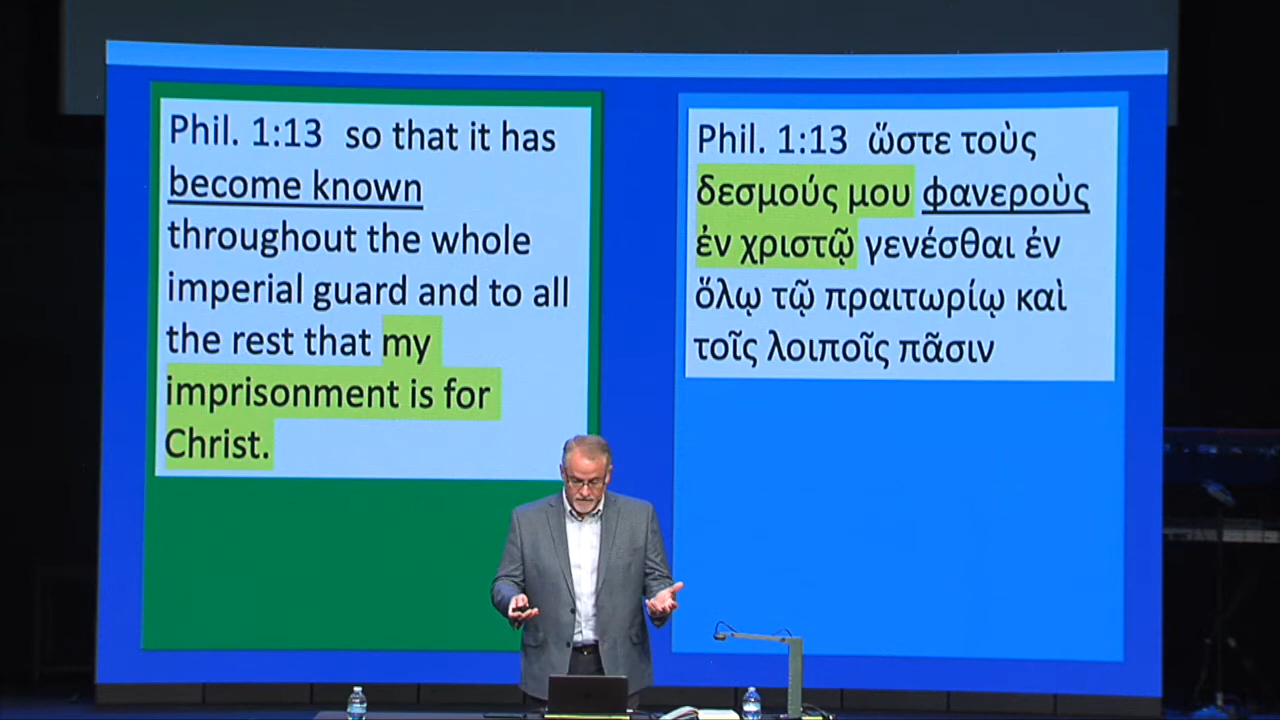 Phil. 1:13 so that it has
become known
throughout the whole
imperial guard and to all
the rest that my
imprisonment is for
Christ.
Phil. 1:13 ὥστε τοὺς
δεσμούς μου φανεροὺς
ἐν χριστῷ γενέσθαι ἐν
ὅλῳ τῷ πραιτωρίῳ καὶ
τοῖς λοιποῖς πᾶσιν